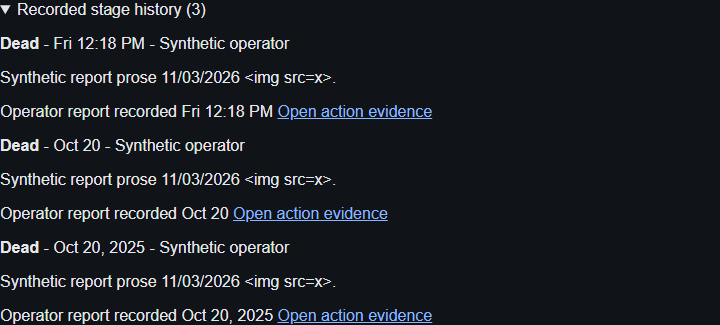 ▼ Recorded stage history (3)
Dead - Fri 12:18 PM - Synthetic operator
Synthetic report prose 11/03/2026 <img src=x>.
Operator report recorded Fri 12:18 PM Open action evidence
Dead - Oct 20 - Synthetic operator
Synthetic report prose 11/03/2026 <img src=x>.
Operator report recorded Oct 20 Open action evidence
Dead - Oct 20, 2025 - Synthetic operator
Synthetic report prose 11/03/2026 <img src=x>.
Operator report recorded Oct 20, 2025 Open action evidence